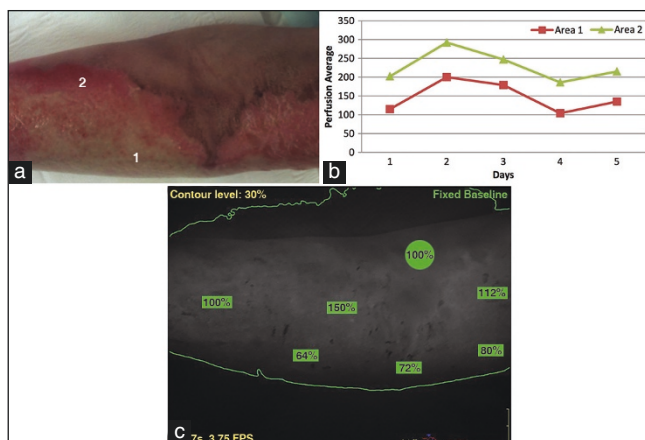 2
1
a
350
300
250
200
150
100
50
0
Perfusion Average
Area 1
Area 2
1 2 3 4 5
Days
b
Contour level: 30%
Fixed Baseline
100%
100%
150%
112%
64%
72%
80%
c
7s, 3.75 FPS